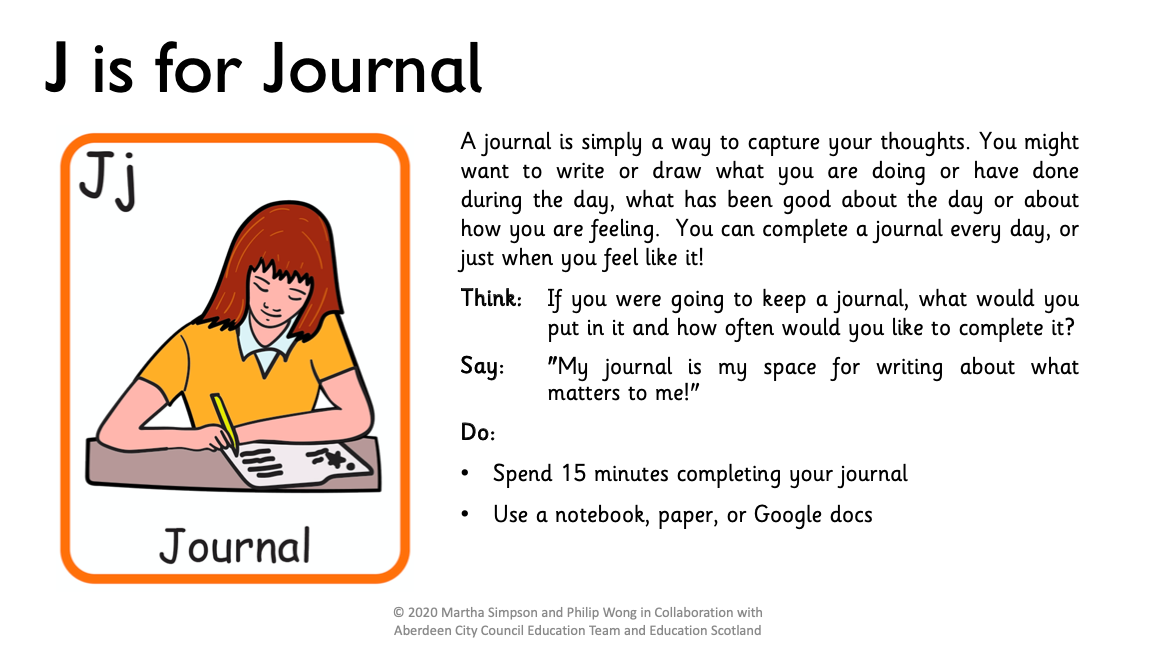 J is for Journal
Jj
Journal
A journal is simply a way to capture your thoughts. You might
want to write or draw what you are doing or have done
during the day, what has been good about the day or about
how you are feeling.  You can complete a journal every day, or
just when you feel like it!
Think: If you were going to keep a journal, what would you
put in it and how often would you like to complete it?
Say: "My journal is my space for writing about what
matters to me!"
Do:
• Spend 15 minutes completing your journal
• Use a notebook, paper, or Google docs
© 2020 Martha Simpson and Philip Wong in Collaboration with
Aberdeen City Council Education Team and Education Scotland